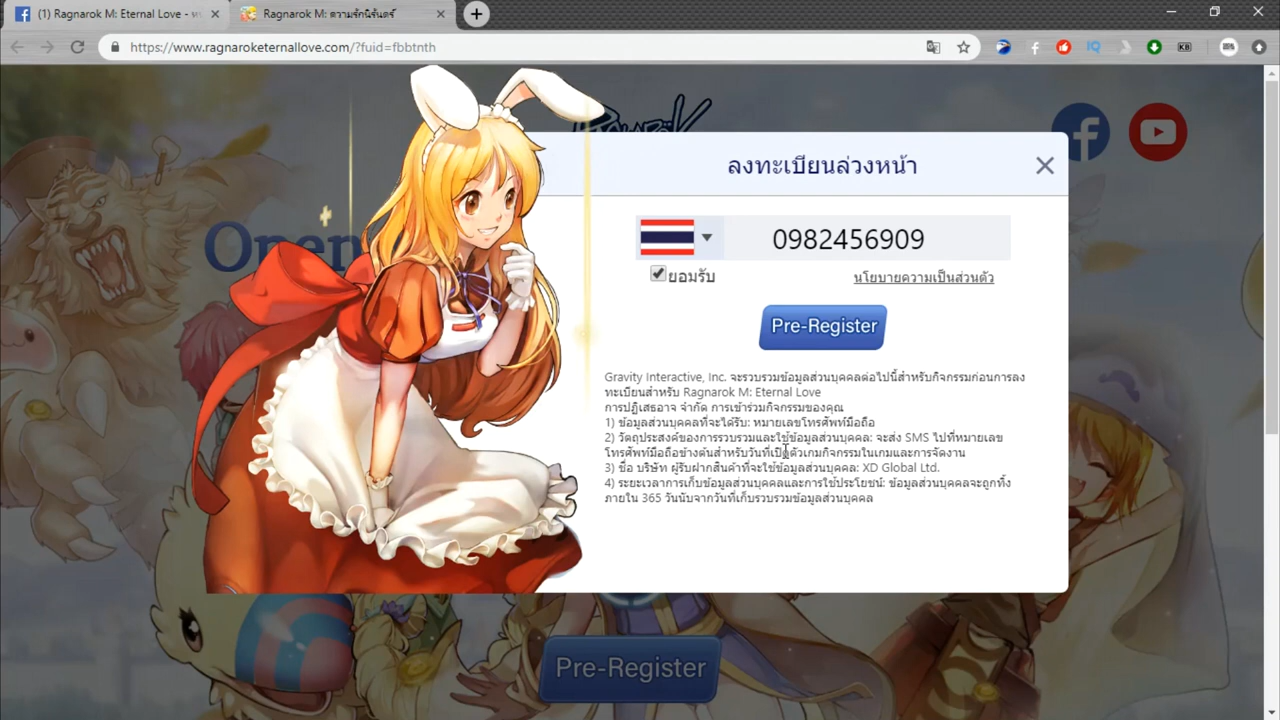 (1) Ragnarok M: Eternal Love - ห
Ragnarok M: ความรักนิรันดร์
https://www.ragnaroketernallove.com/?fuid=fbbtnth
RAGNAROK
ลงทะเบียนล่วงหน้า
Open
0982456909
ยอมรับ
นโยบายความเป็นส่วนตัว
Pre-Register
Gravity Interactive, Inc. จะรวบรวมข้อมูลส่วนบุคคลต่อไปนี้สำหรับกิจกรรมก่อนการลง
ทะเบียนสำหรับ Ragnarok M: Eternal Love
การปฏิเสธอาจ จำกัด การเข้าร่วมกิจกรรมของคุณ
1) ข้อมูลส่วนบุคคลที่จะได้รับ: หมายเลขโทรศัพท์มือถือ
2) วัตถุประสงค์ของการรวบรวมและใช้ข้อมูลส่วนบุคคล: จะส่ง SMS ไปที่หมายเลข
โทรศัพท์มือถือข้างต้นสำหรับวันที่เปิดตัวเกมกิจกรรมในเกมและการจัดงาน
3) ชื่อ บริษัท ผู้รับฝากสินค้าที่จะใช้ข้อมูลส่วนบุคคล: XD Global Ltd.
4) ระยะเวลาการเก็บข้อมูลส่วนบุคคลและการใช้ประโยชน์: ข้อมูลส่วนบุคคลจะถูกทิ้ง
ภายใน 365 วันนับจากวันที่เก็บรวบรวมข้อมูลส่วนบุคคล
Pre-Register